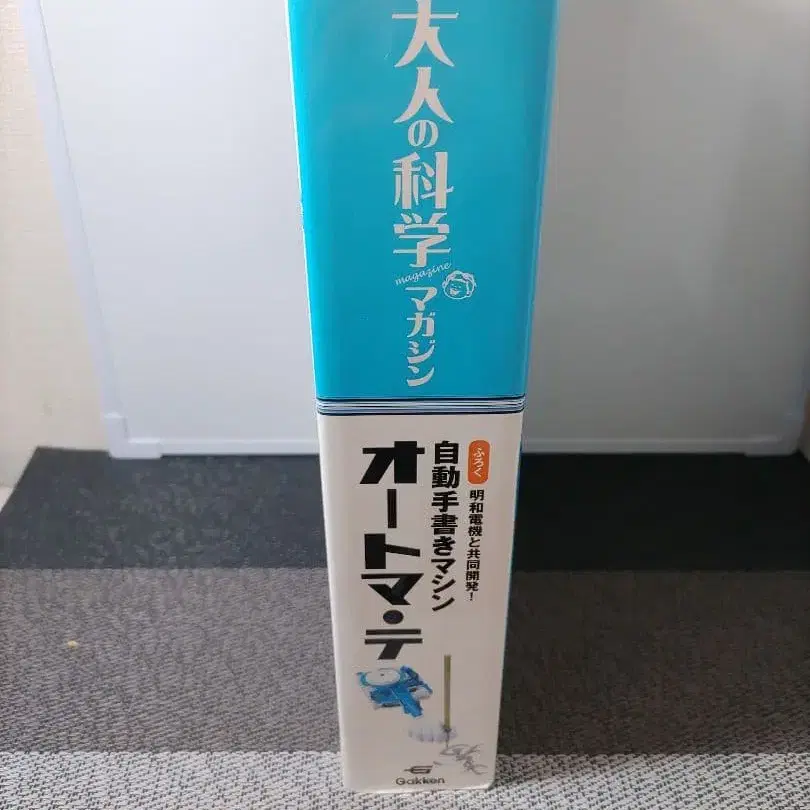 大人の科学
magazine
マガジン
ふろく
明和電機と共同開発！
自動手書きマシン
オートマ・テ
Gakken